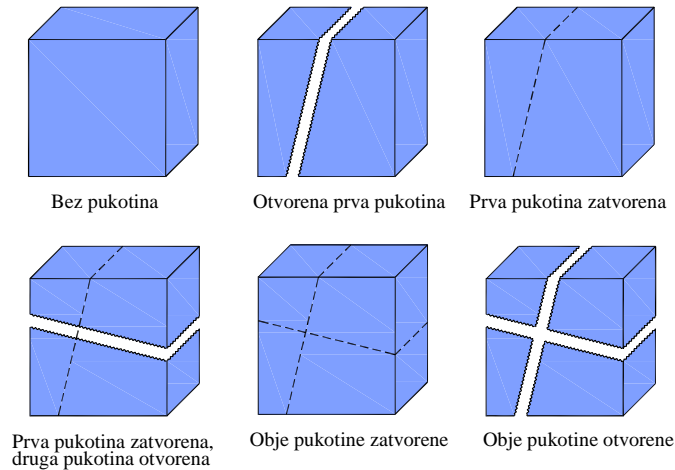 Bez pukotina
Otvorena prva pukotina
Prva pukotina zatvorena
Prva pukotina zatvorena,
druga pukotina otvorena
Obje pukotine zatvorene
Obje pukotine otvorene